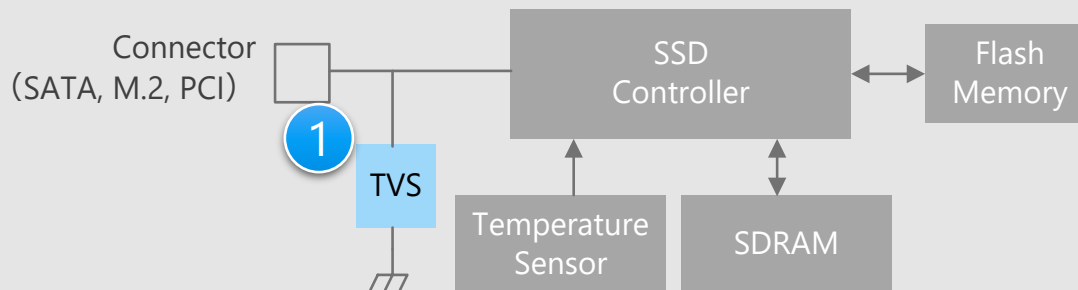 Connector
（SATA, M.2, PCI）
1
TVS
SSD
Controller
Flash
Memory
Temperature
Sensor
SDRAM